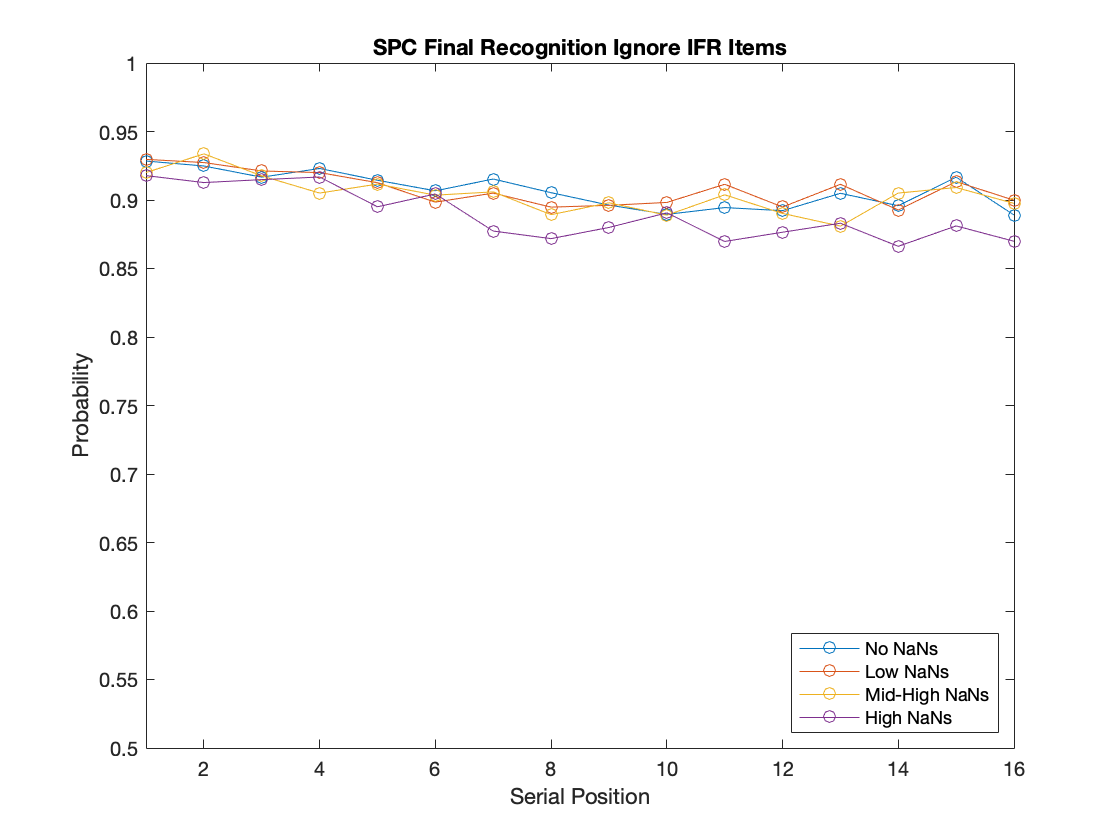 SPC Final Recognition Ignore IFR Items
1
0.95
0.9
0.85
0.8
0.75
0.7
0.65
0.6
0.55
0.5
Probability
2 4 6 8 10 12 14 16
Serial Position
No NaNs
Low NaNs
Mid-High NaNs
High NaNs